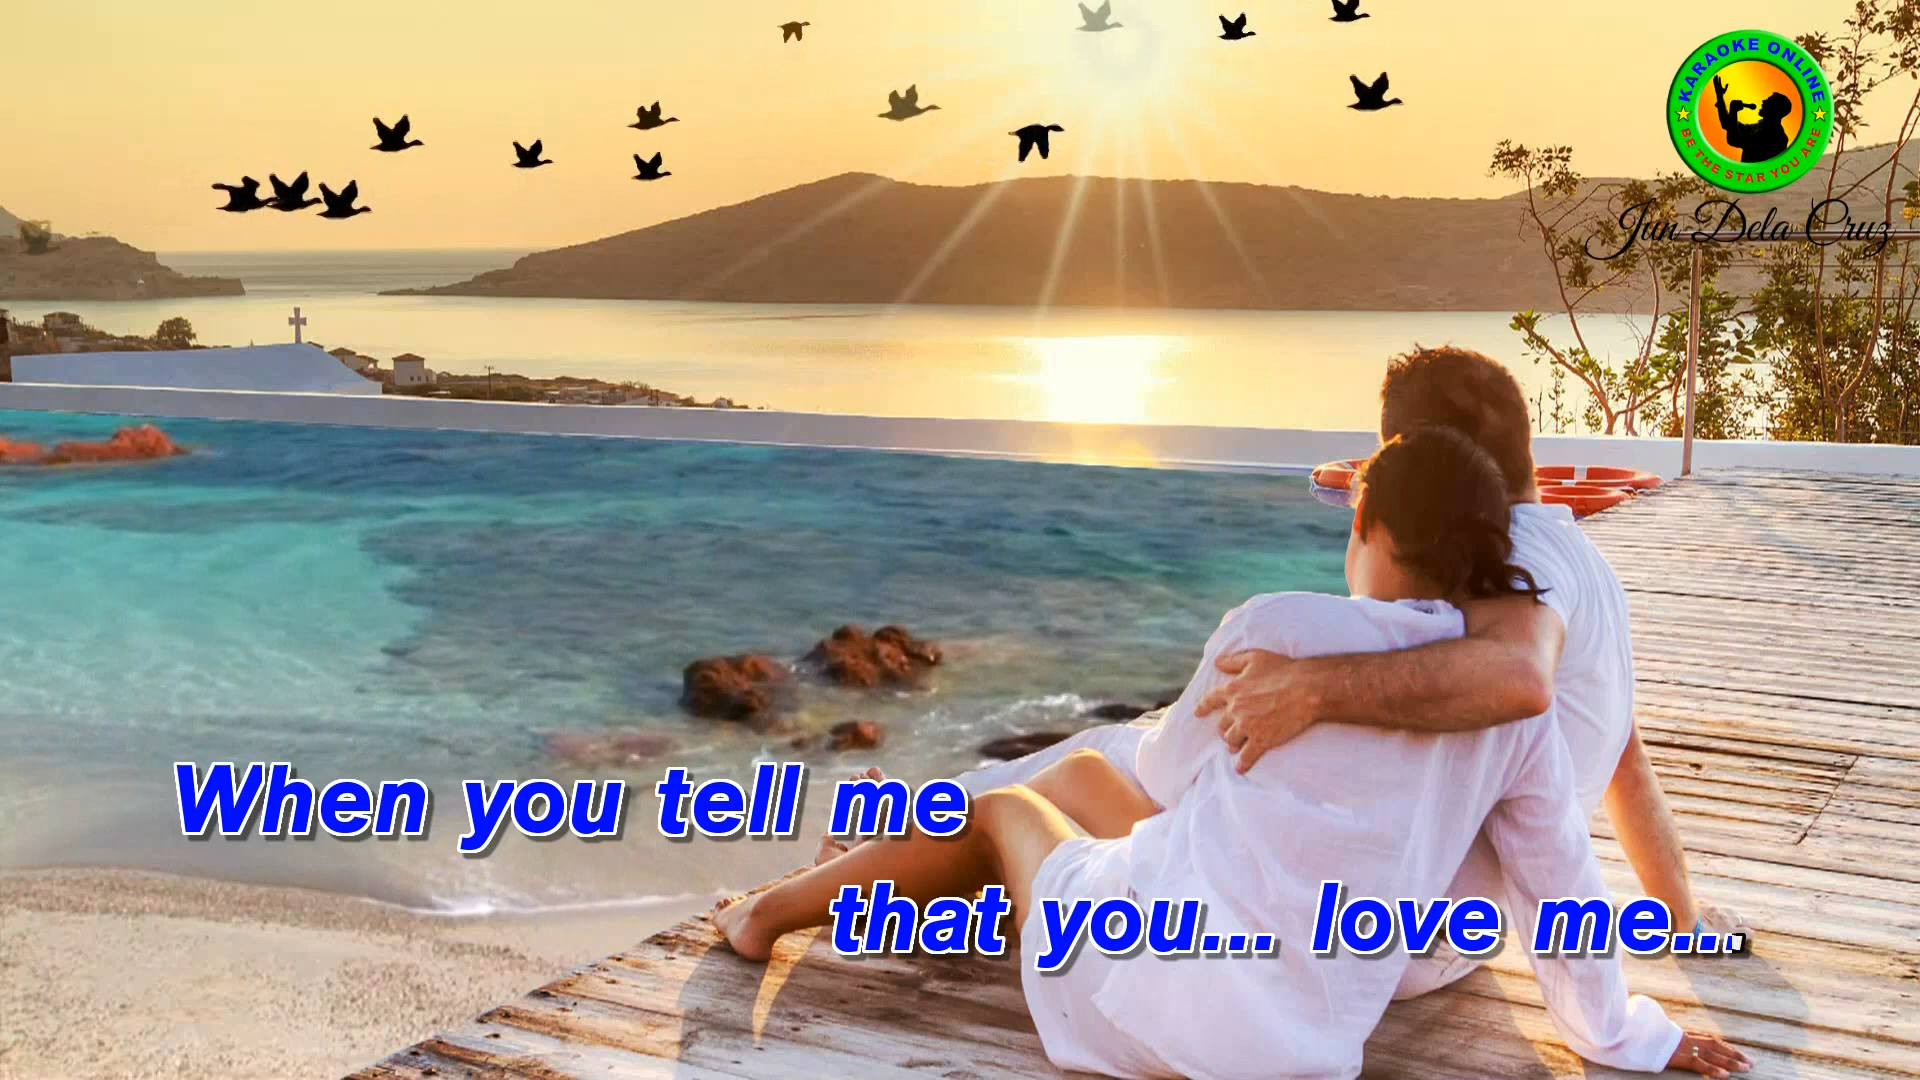 KARAOKE ONLINE
BE THE STAR YOU ARE
Jun Dela Cruz
When you tell me
that you... love me...